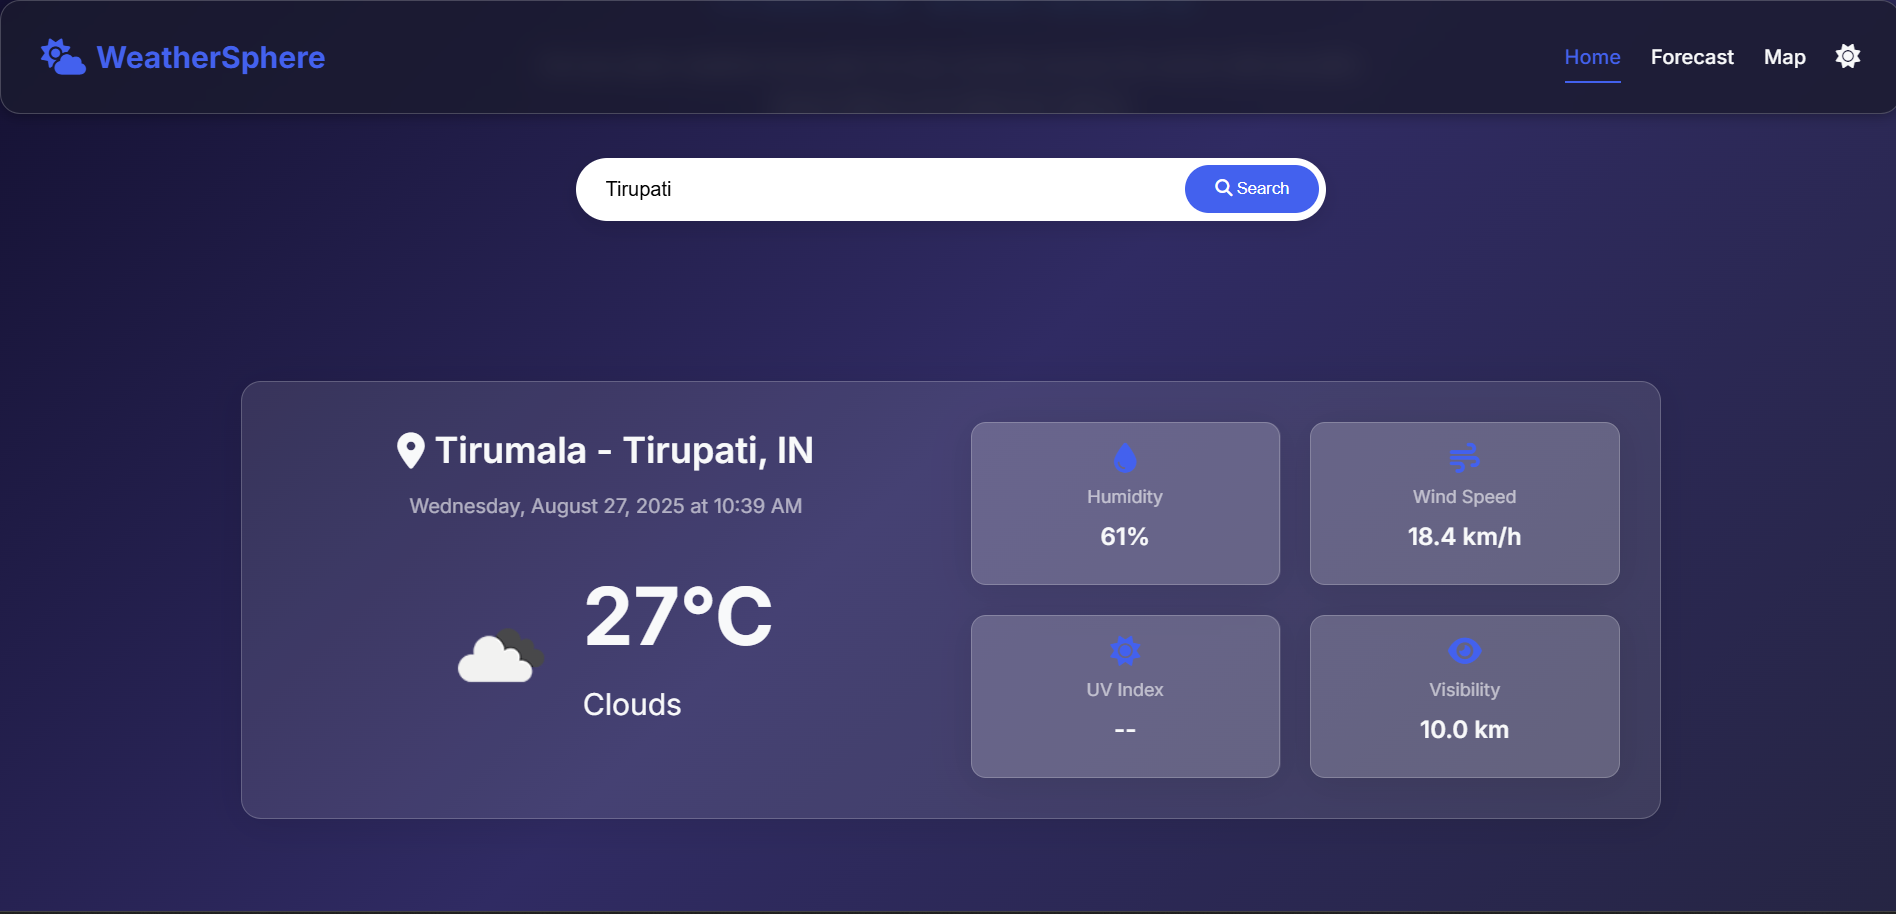 WeatherSphere
Home Forecast Map
Tirupati
Search
Tirumala - Tirupati, IN
Wednesday, August 27, 2025 at 10:39 AM
27°C
Clouds
Humidity
61%
Wind Speed
18.4 km/h
UV Index
--
Visibility
10.0 km